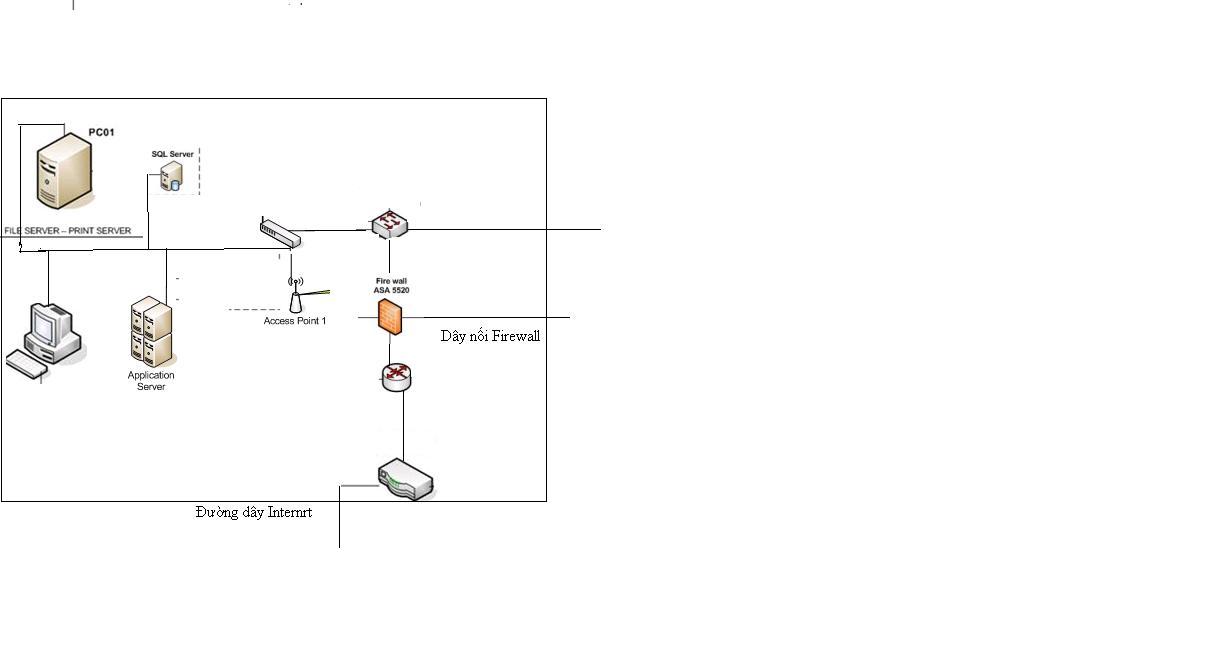 PC01
SQL Server
FILE SERVER – PRINT SERVER
Fire wall
ASA 5520
Access Point 1
Dây nối Firewall
Application
Server
Đường dây Internrt